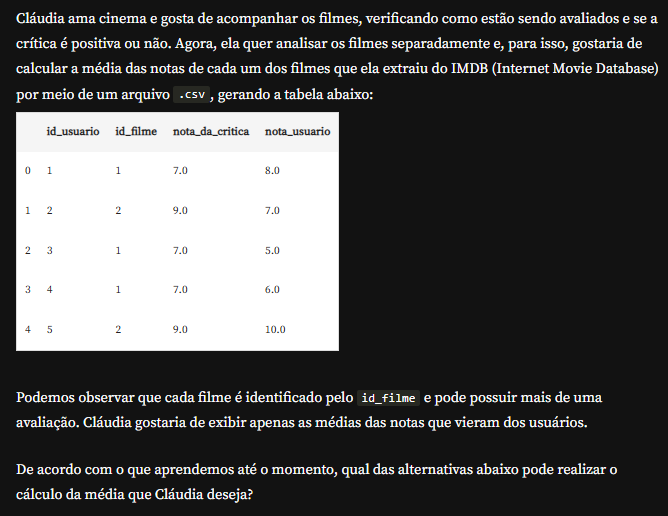 Cláudia ama cinema e gosta de acompanhar os filmes, verificando como estão sendo avaliados e se a
crítica é positiva ou não. Agora, ela quer analisar os filmes separadamente e, para isso, gostaria de
calcular a média das notas de cada um dos filmes que ela extraiu do IMDB (Internet Movie Database)
por meio de um arquivo .csv , gerando a tabela abaixo:
id_usuario id_filme nota_da_critica nota_usuario
0 1 1 7.0 8.0
1 2 2 9.0 7.0
2 3 1 7.0 5.0
3 4 1 7.0 6.0
4 5 2 9.0 10.0
Podemos observar que cada filme é identificado pelo id_filme e pode possuir mais de uma
avaliação. Cláudia gostaria de exibir apenas as médias das notas que vieram dos usuários.
De acordo com o que aprendemos até o momento, qual das alternativas abaixo pode realizar o
cálculo da média que Cláudia deseja?